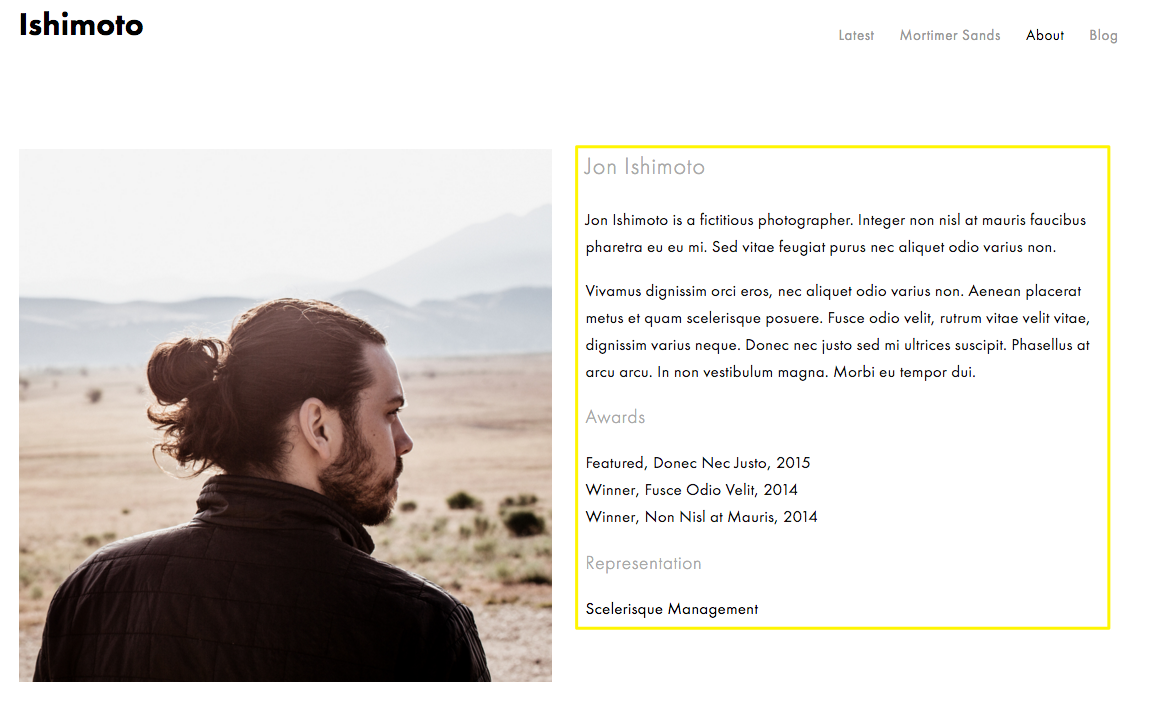 Ishimoto
Latest Mortimer Sands About Blog
Jon Ishimoto
Jon Ishimoto is a fictitious photographer. Integer non nisl at mauris faucibus
pharetra eu eu mi. Sed vitae feugiat purus nec aliquet odio varius non.
Vivamus dignissim orci eros, nec aliquet odio varius non. Aenean placerat
metus et quam scelerisque posuere. Fusce odio velit, rutrum vitae velit vitae,
dignissim varius neque. Donec nec justo sed mi ultrices suscipit. Phasellus at
arcu arcu. In non vestibulum magna. Morbi eu tempor dui.
Awards
Featured, Donec Nec Justo, 2015
Winner, Fusce Odio Velit, 2014
Winner, Non Nisl at Mauris, 2014
Representation
Scelerisque Management